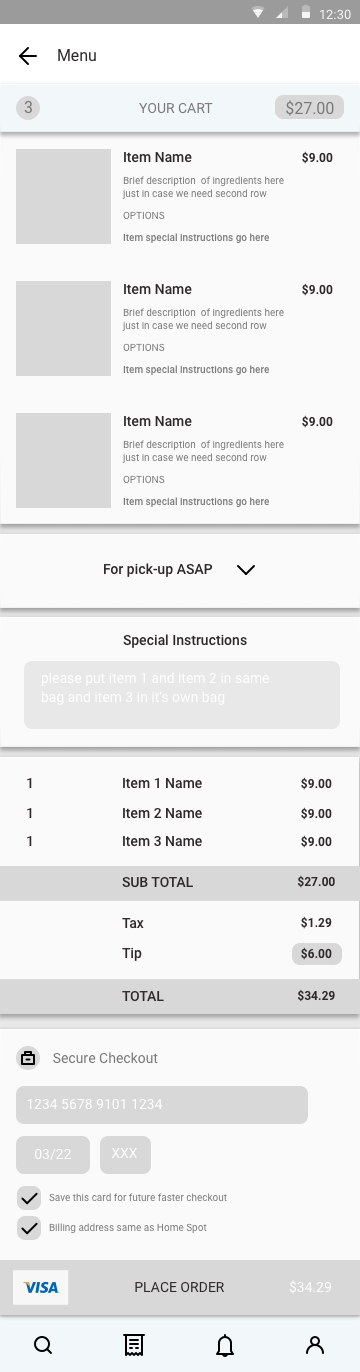 12:30
Menu
3 YOUR CART $27.00
Item Name $9.00
Brief description of ingredients here
just in case we need second row
OPTIONS
Item special instructions go here
Item Name $9.00
Brief description of ingredients here
just in case we need second row
OPTIONS
Item special instructions go here
Item Name $9.00
Brief description of ingredients here
just in case we need second row
OPTIONS
Item special instructions go here
For pick-up ASAP
Special Instructions
please put item 1 and item 2 in same
bag and item 3 in it's own bag
1 Item 1 Name $9.00
1 Item 2 Name $9.00
1 Item 3 Name $9.00
SUB TOTAL $27.00
Tax $1.29
Tip $6.00
TOTAL $34.29
Secure Checkout
1234 5678 9101 1234
03/22 XXX
Save this card for future faster checkout
Billing address same as Home Spot
VISA PLACE ORDER $34.29